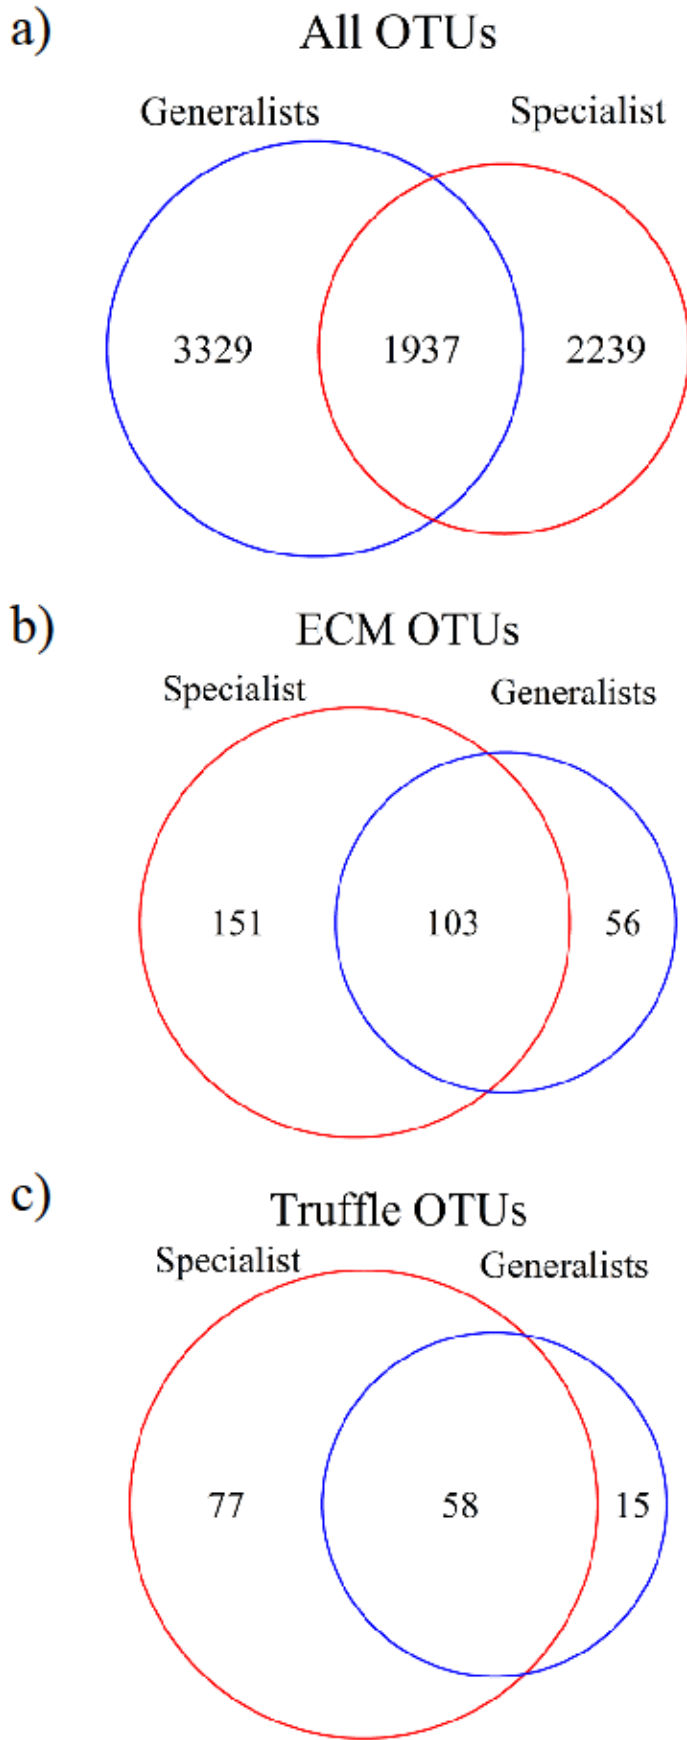 a)
All OTUs
Generalists Specialist
3329 1937 2239
b)
ECM OTUs
Specialist Generalists
151 103 56
c)
Truffle OTUs
Specialist Generalists
77 58 15